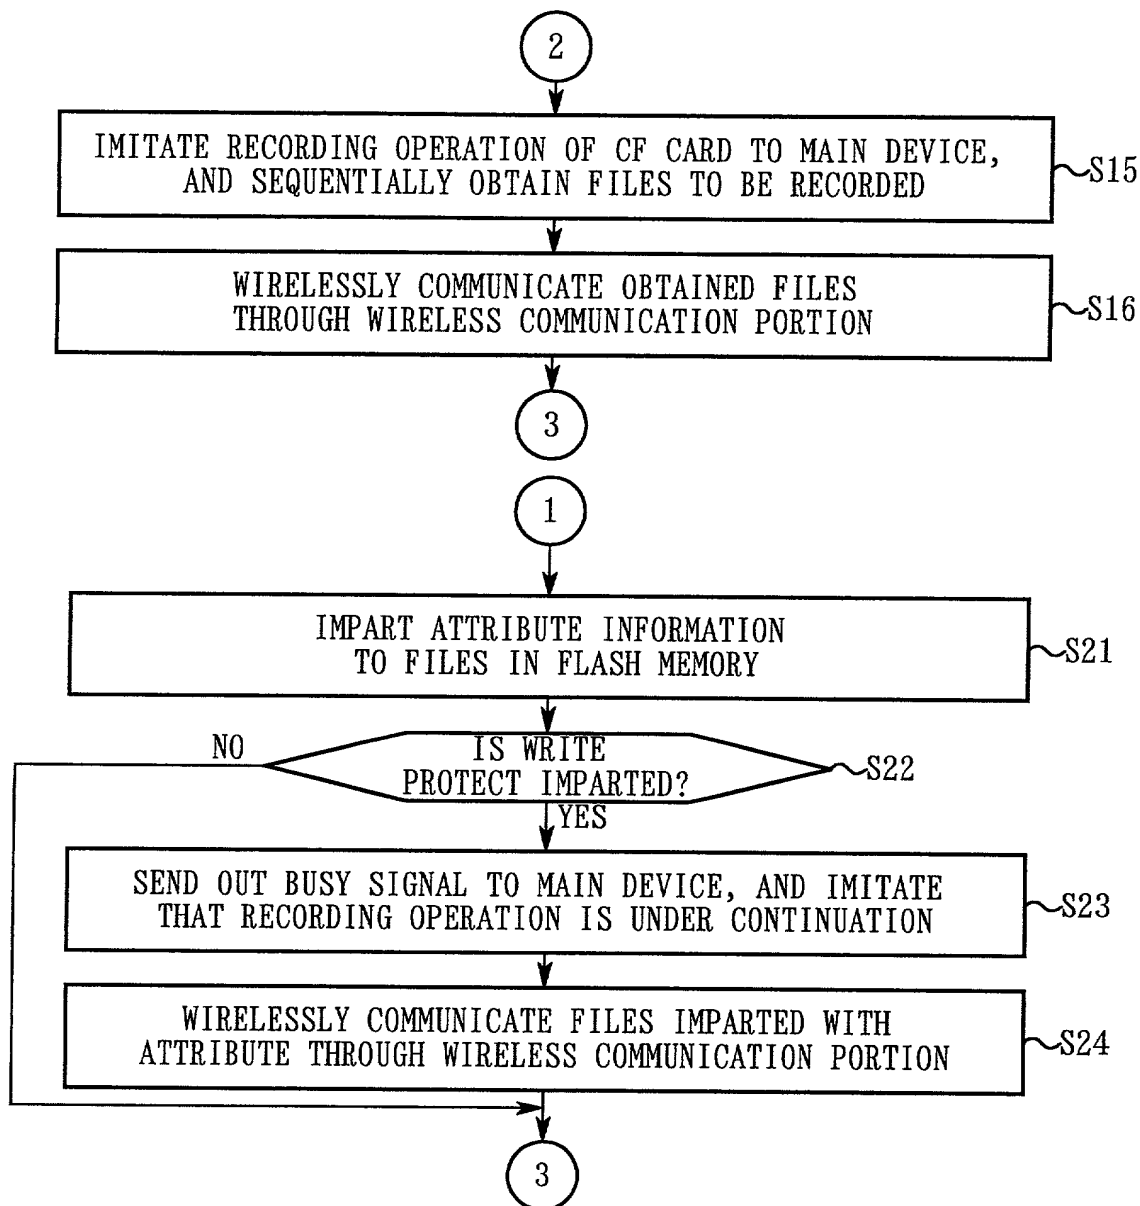 2
IMITATE RECORDING OPERATION OF CF CARD TO MAIN DEVICE,
AND SEQUENTIALLY OBTAIN FILES TO BE RECORDED
S15
WIRELESSLY COMMUNICATE OBTAINED FILES
THROUGH WIRELESS COMMUNICATION PORTION
S16
3
1
IMPART ATTRIBUTE INFORMATION
TO FILES IN FLASH MEMORY
S21
NO
IS WRITE
PROTECT IMPARTED?
S22
YES
SEND OUT BUSY SIGNAL TO MAIN DEVICE, AND IMITATE
THAT RECORDING OPERATION IS UNDER CONTINUATION
S23
WIRELESSLY COMMUNICATE FILES IMPARTED WITH
ATTRIBUTE THROUGH WIRELESS COMMUNICATION PORTION
S24
3